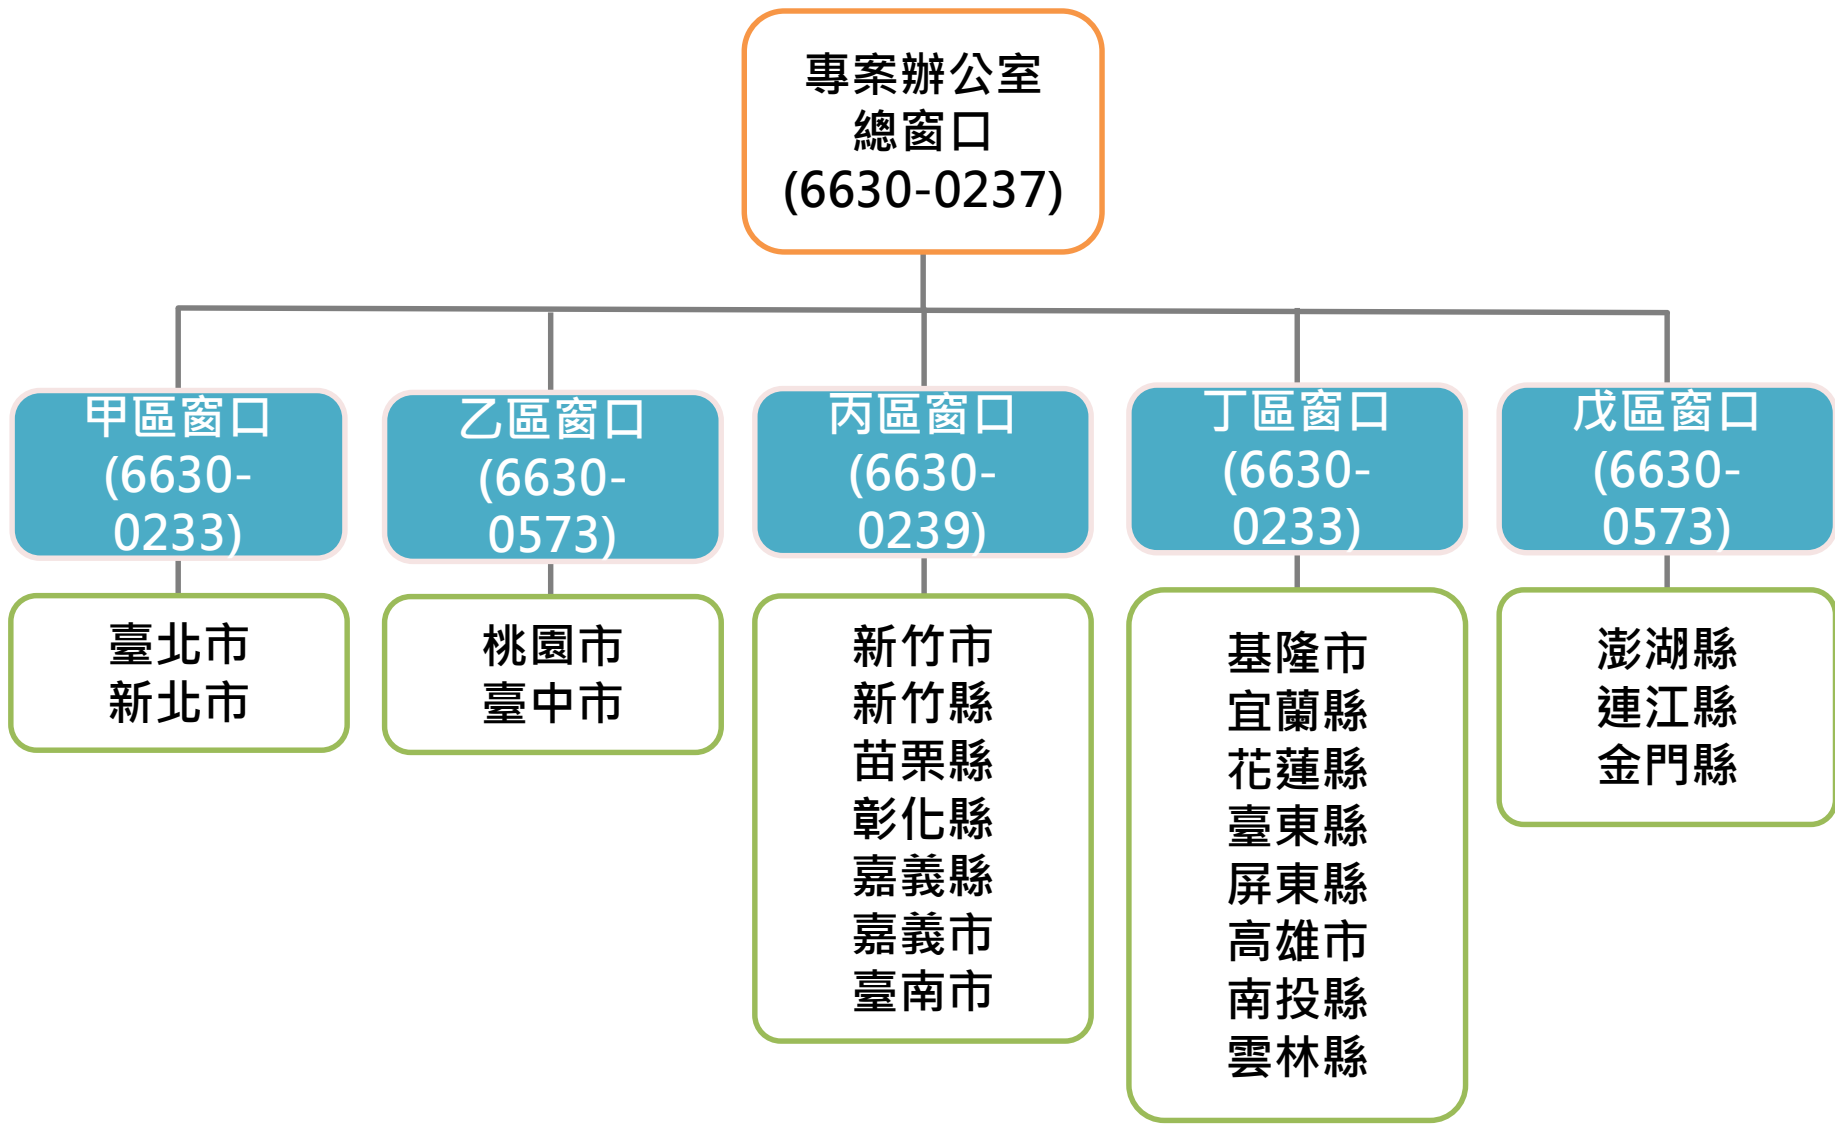 專案辦公室
總窗口
(6630-0237)
甲區窗口
(6630-
0233)
臺北市
新北市
乙區窗口
(6630-
0573)
桃園市
臺中市
丙區窗口
(6630-
0239)
新竹市
新竹縣
苗栗縣
彰化縣
嘉義縣
嘉義市
臺南市
丁區窗口
(6630-
0233)
基隆市
宜蘭縣
花蓮縣
臺東縣
屏東縣
高雄市
南投縣
雲林縣
戊區窗口
(6630-
0573)
澎湖縣
連江縣
金門縣